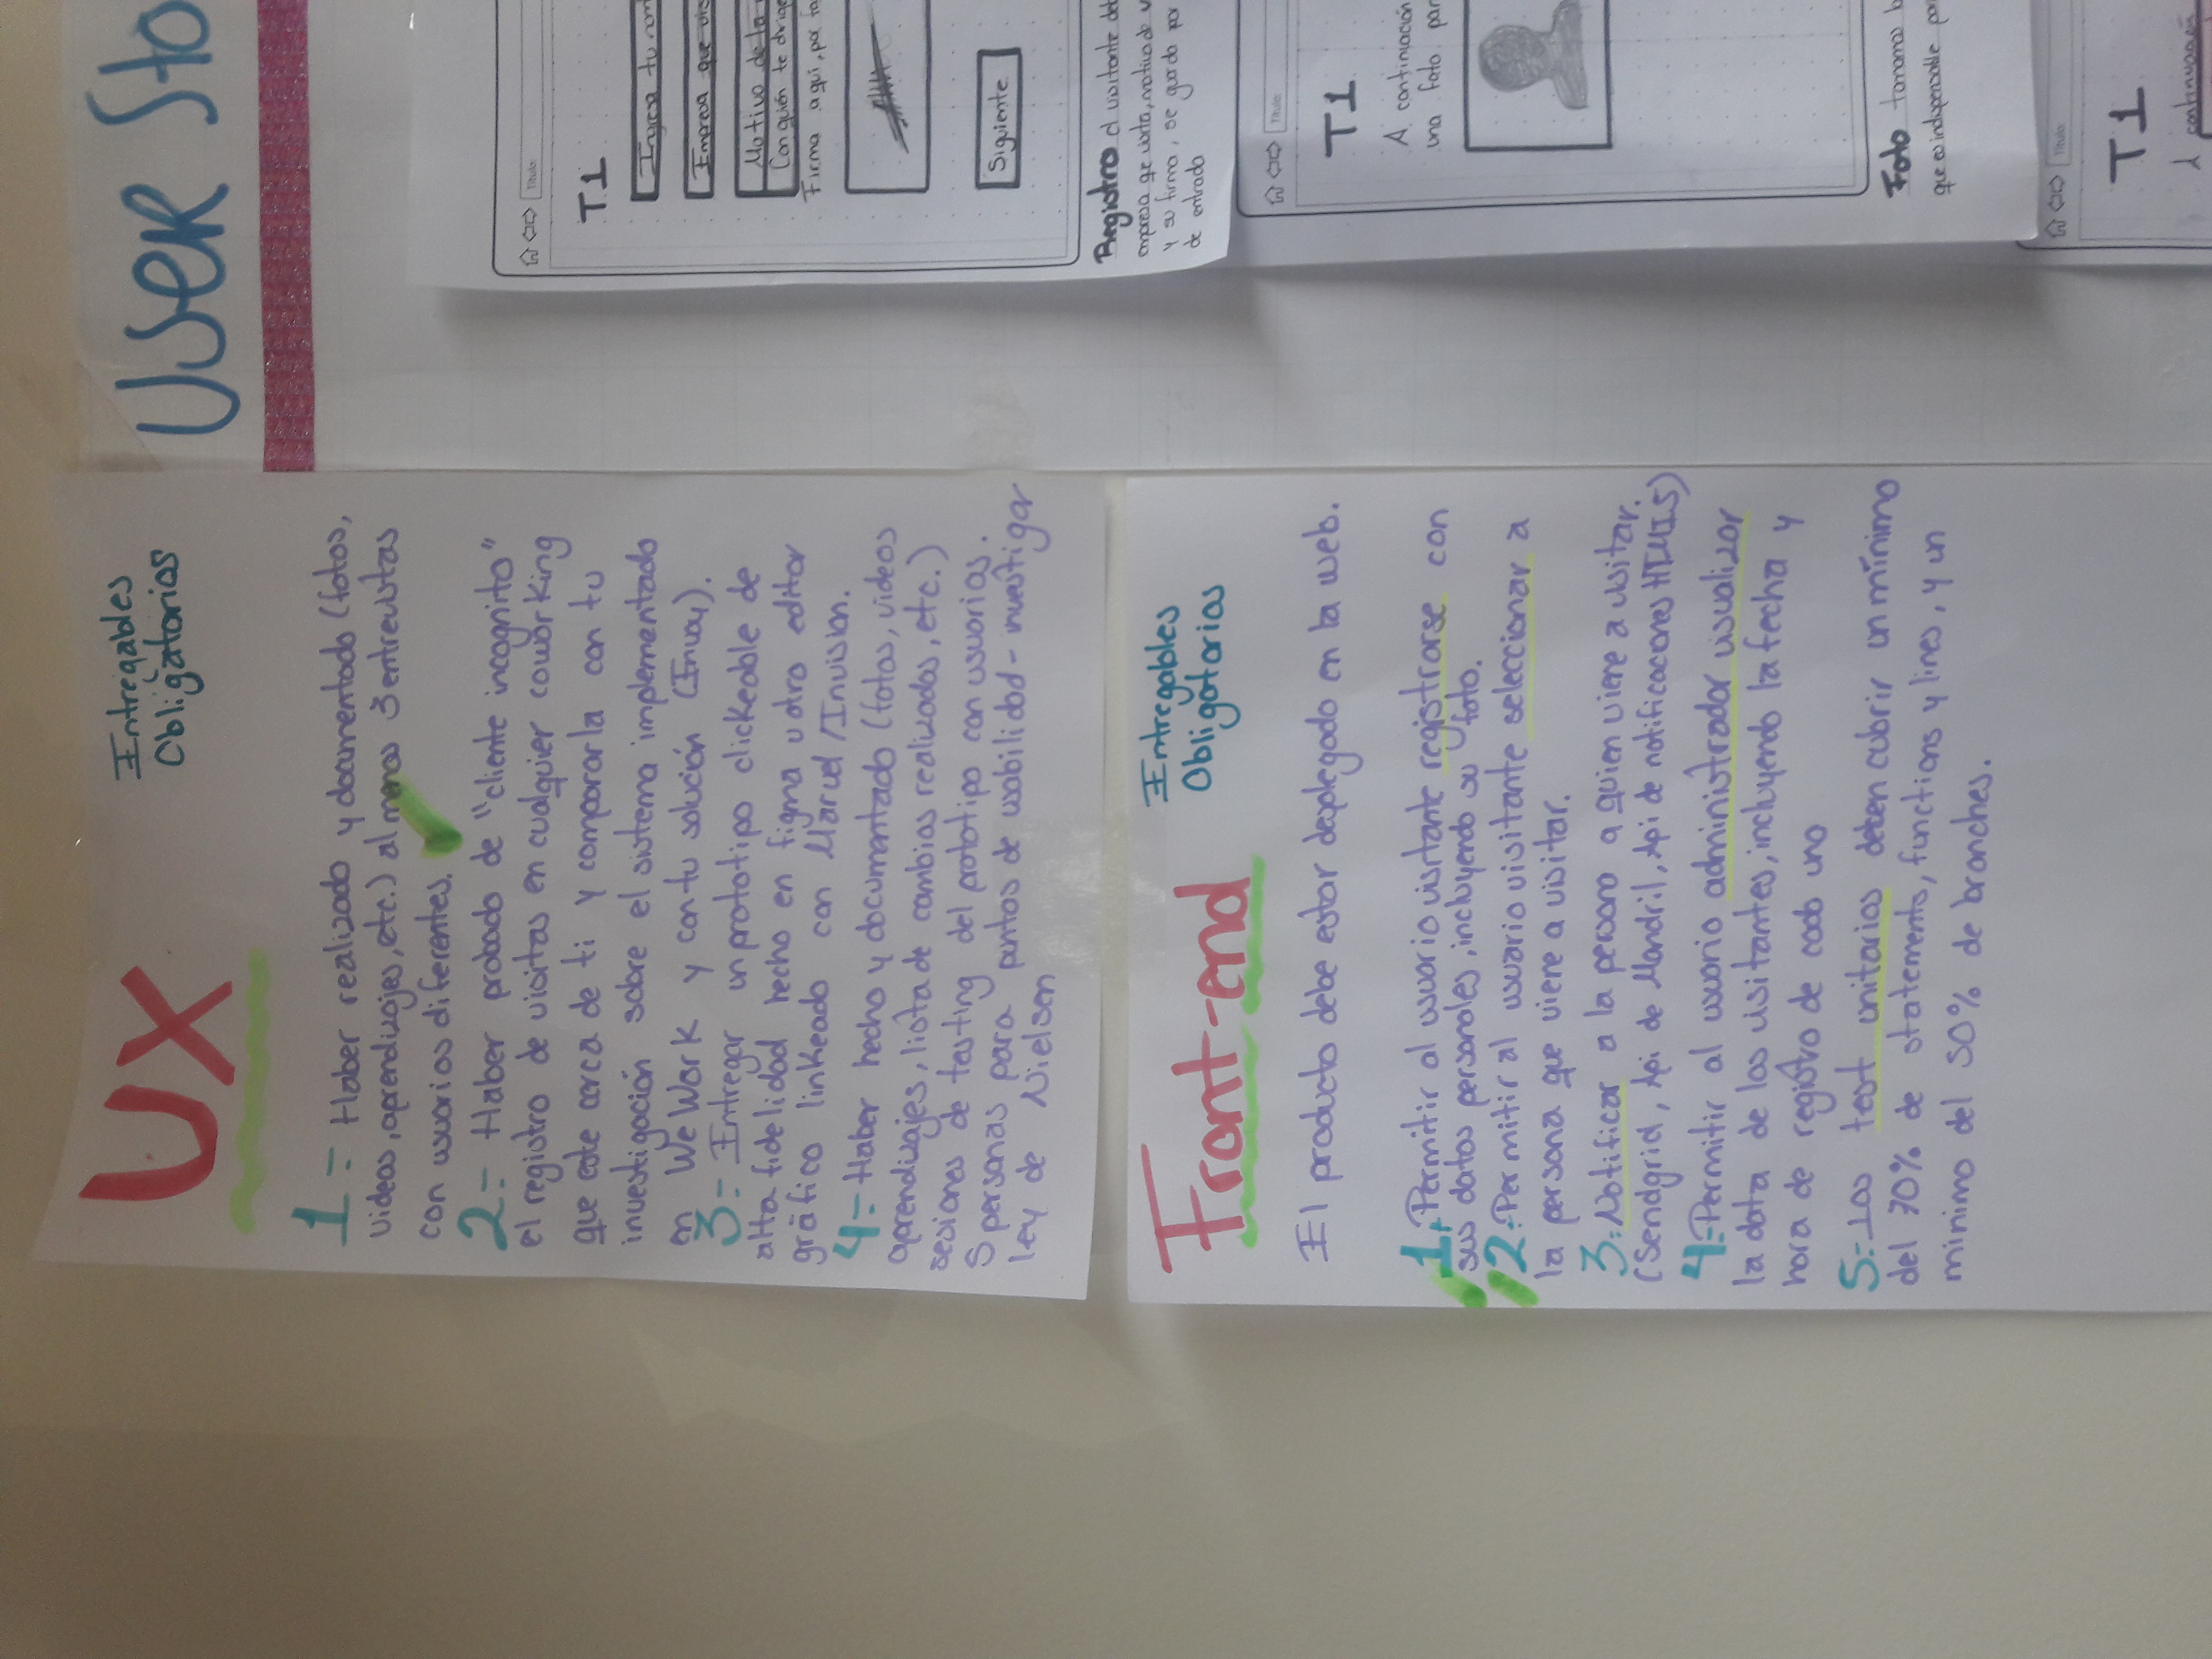 UX
Entregables
Obligatorios
1.- Haber realizado y documentado (fotos,
videos, aprendizajes, etc.) al menos 3 entrevistas
con usuarios diferentes.
2.- Haber probado de "cliente incognito"
el registro de visitas en cualquier coworking
que este cerca de ti y compararla con tu
investigación sobre el sistema implementado
en WeWork y con tu solución (Envoy).
3.- Entregar un prototipo clickeable de
alta fidelidad hecho en figma u otro editor
gráfico linkeado con Marvel/Invision.
4.- Haber hecho y documentado (fotos, videos
aprendizajes, lista de cambios realizados, etc.)
sesiones de testing del prototipo con usuarios.
5 personas para puntos de usabilidad - investigar
ley de Nielsen
Front-end
Entregables
Obligatorios
El producto debe estar desplegado en la web.
1.- Permitir al usuario visitante registrarse con
sus datos personales, incluyendo su foto.
2.- Permitir al usuario visitante seleccionar a
la persona que viene a visitar.
3.- Notificar a la persona a quien viene a visitar.
(Sendgrid, Api de Mandril, Api de notificaciones HTML5)
4.- Permitir al usuario administrador visualizar
la data de los visitantes, incluyendo la fecha y
hora de registro de cada uno
5.- Los test unitarios deben cubrir un mínimo
del 70% de statements, functions y lines, y un
minimo del 50% de branches.
USER Sto
Título:
T1
Ingresa tu nom
Empresa que vis
Motivo de la
Con quién te dirige
Firma aquí, por fa
Siguiente
Registro el visitante deb
empresa qe visita, motivo de v
y su firma, se guarda por
de entrada
Título:
T1
A continuación
una foto par
Foto tomamos l
que es indispensable par
Título:
T1
A continuación